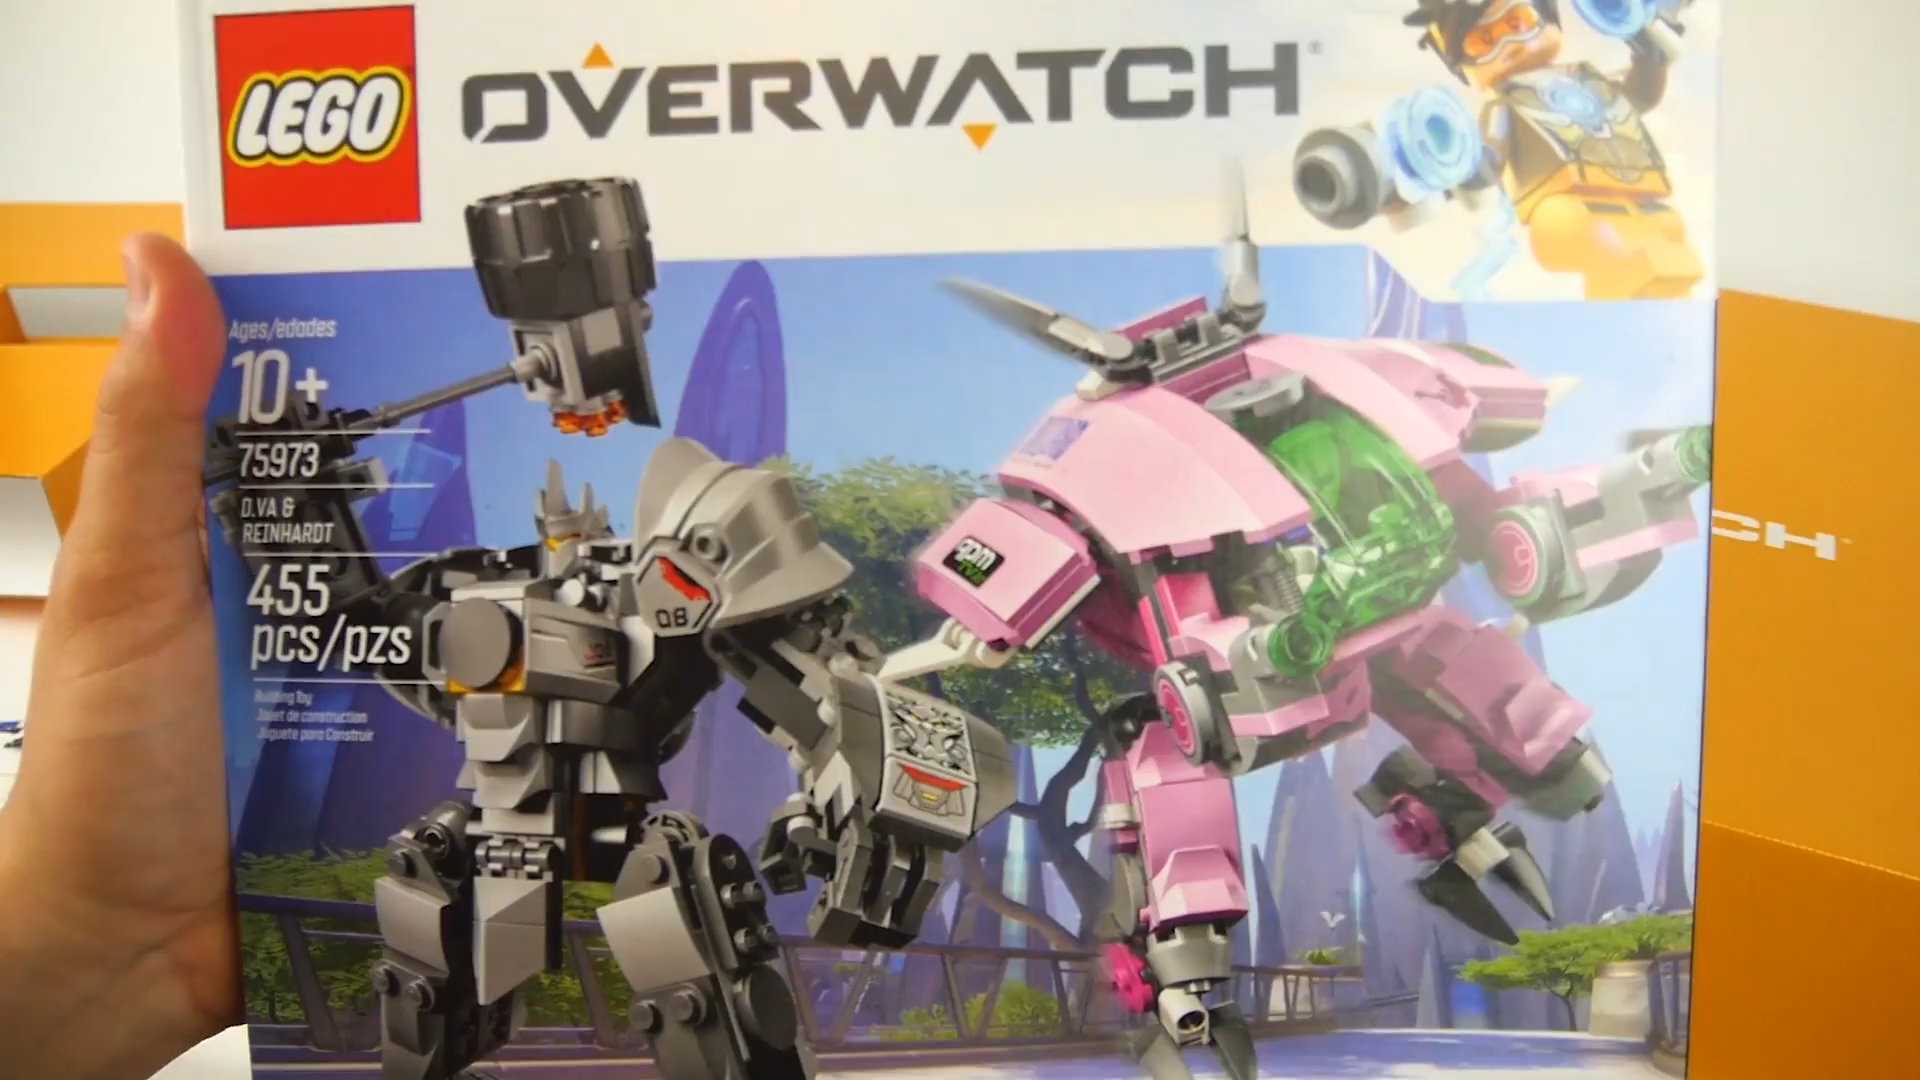 LEGO
OVERWATCH
Ages/edades
10+
75973
D.VA &
REINHARDT
455
pcs/pzs
Building Toy
Jouet de construction
Juguete para Construir
08
CH